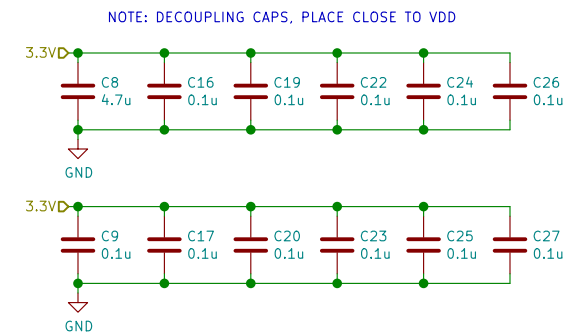 NOTE: DECOUPLING CAPS, PLACE CLOSE TO VDD
3.3V
C8 C16 C19 C22 C24 C26
4.7u 0.1u 0.1u 0.1u 0.1u 0.1u
GND
3.3V
C9 C17 C20 C23 C25 C27
0.1u 0.1u 0.1u 0.1u 0.1u 0.1u
GND